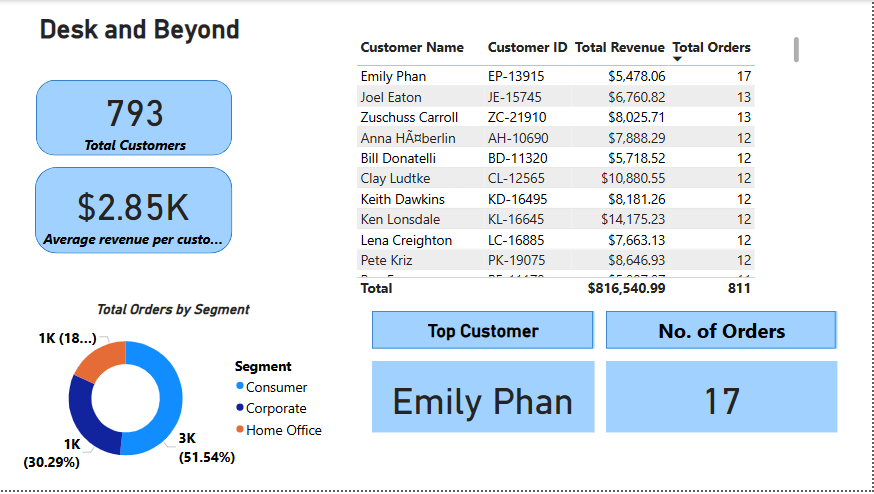 Desk and Beyond
793
Total Customers
$2.85K
Average revenue per custo...
Customer Name Customer ID Total Revenue Total Orders
Emily Phan EP-13915 $5,478.06 17
Joel Eaton JE-15745 $6,760.82 13
Zuschuss Carroll ZC-21910 $8,025.71 13
Anna HÃ¤berlin AH-10690 $7,888.29 12
Bill Donatelli BD-11320 $5,718.52 12
Clay Ludtke CL-12565 $10,880.55 12
Keith Dawkins KD-16495 $8,181.26 12
Ken Lonsdale KL-16645 $14,175.23 12
Lena Creighton LC-16885 $7,663.13 12
Pete Kriz PK-19075 $8,646.93 12
Total $816,540.99 811
Total Orders by Segment
1K (18...)
1K
(30.29%)
3K
(51.54%)
Segment
Consumer
Corporate
Home Office
Top Customer
No. of Orders
Emily Phan
17